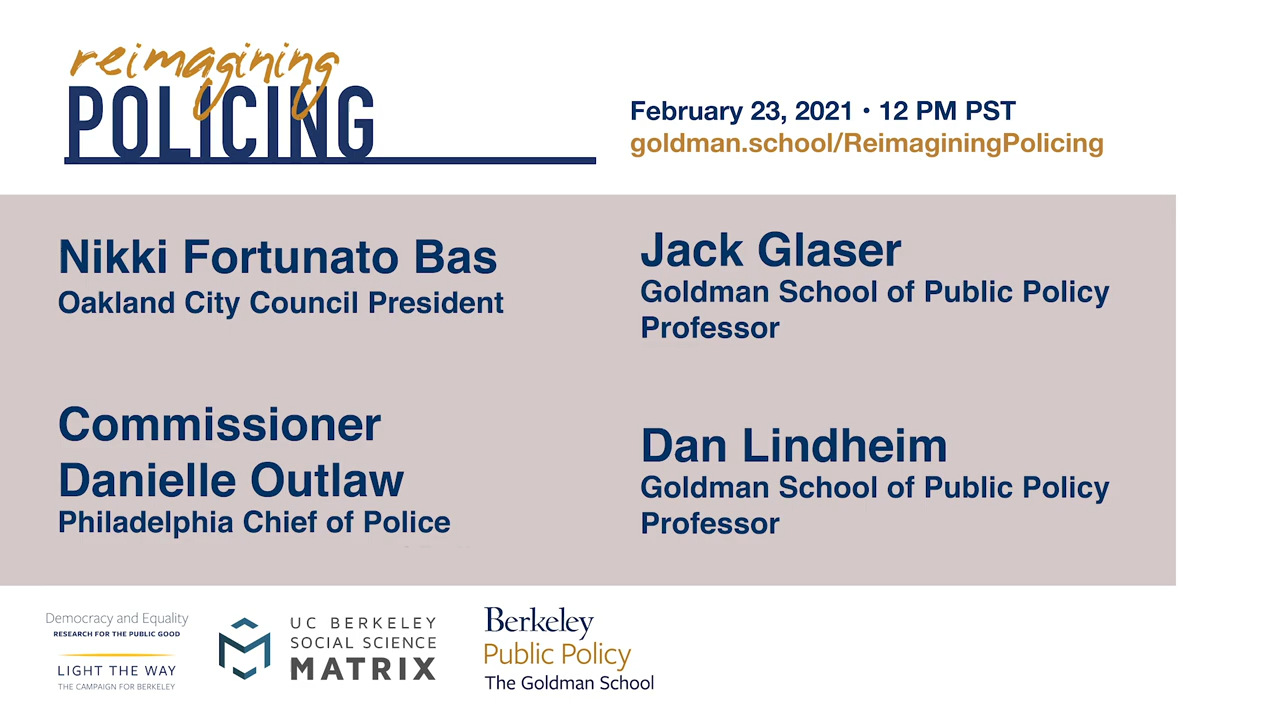 reimagining
POLICING
February 23, 2021 • 12 PM PST
goldman.school/ReimaginingPolicing
Nikki Fortunato Bas
Oakland City Council President
Jack Glaser
Goldman School of Public Policy
Professor
Commissioner
Danielle Outlaw
Philadelphia Chief of Police
Dan Lindheim
Goldman School of Public Policy
Professor
Democracy and Equality
RESEARCH FOR THE PUBLIC GOOD
LIGHT THE WAY
THE CAMPAIGN FOR BERKELEY
UC BERKELEY
SOCIAL SCIENCE
MATRIX
Berkeley
Public Policy
The Goldman School